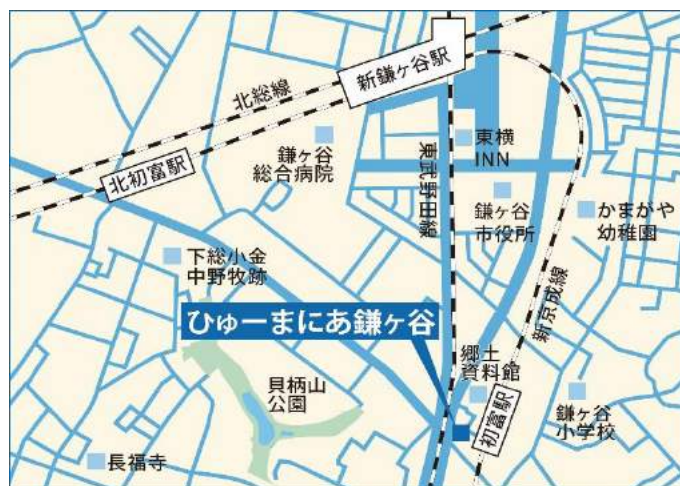 新鎌ヶ谷駅
北総線
北初富駅
鎌ヶ谷
総合病院
東武野田線
東横
INN
鎌ヶ谷
市役所
かまがや
幼稚園
下総小金
中野牧跡
新京成線
ひゅーまにあ鎌ヶ谷
郷土
資料館
貝柄山
公園
初富駅
鎌ヶ谷
小学校
長福寺